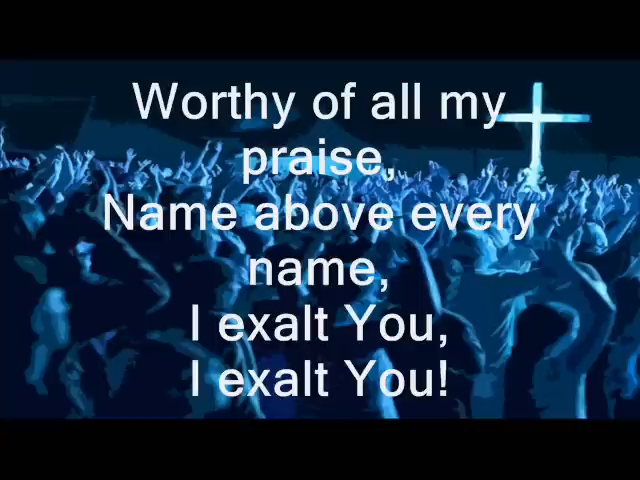 Worthy of all my
praise,
Name above every
name,
I exalt You,
I exalt You!